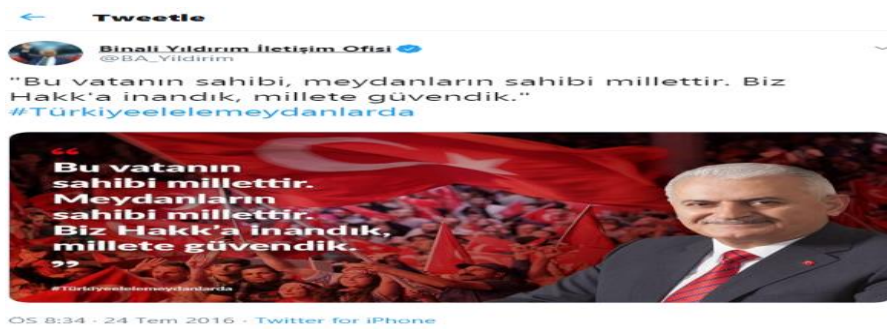 Tweetle
Binali Yıldırım İletişim Ofisi
@BA_Yildirim
"Bu vatanın sahibi, meydanların sahibi millettir. Biz
Hakk'a inandık, millete güvendik."
#Türkiyeelelemeydanlarda
“
Bu vatanın
sahibi millettir.
Meydanların
sahibi millettir.
Biz Hakk'a inandık,
millete güvendik.
”
#Türkiyeelelemeydanlarda
ÖS 8:34 · 24 Tem 2016 · Twitter for iPhone